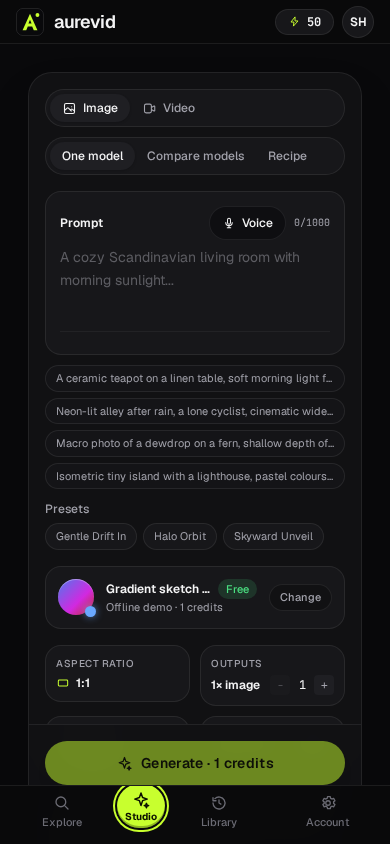 aurevid
50
SH
Image
Video
One model
Compare models
Recipe
Prompt
Voice
0/1000
A cozy Scandinavian living room with
morning sunlight…
A ceramic teapot on a linen table, soft morning light f…
Neon-lit alley after rain, a lone cyclist, cinematic wide…
Macro photo of a dewdrop on a fern, shallow depth of…
Isometric tiny island with a lighthouse, pastel colours…
Presets
Gentle Drift In
Halo Orbit
Skyward Unveil
Gradient sketch …
Free
Offline demo · 1 credits
Change
ASPECT RATIO
1:1
OUTPUTS
1× image
-
1
+
Generate · 1 credits
Explore
Studio
Library
Account